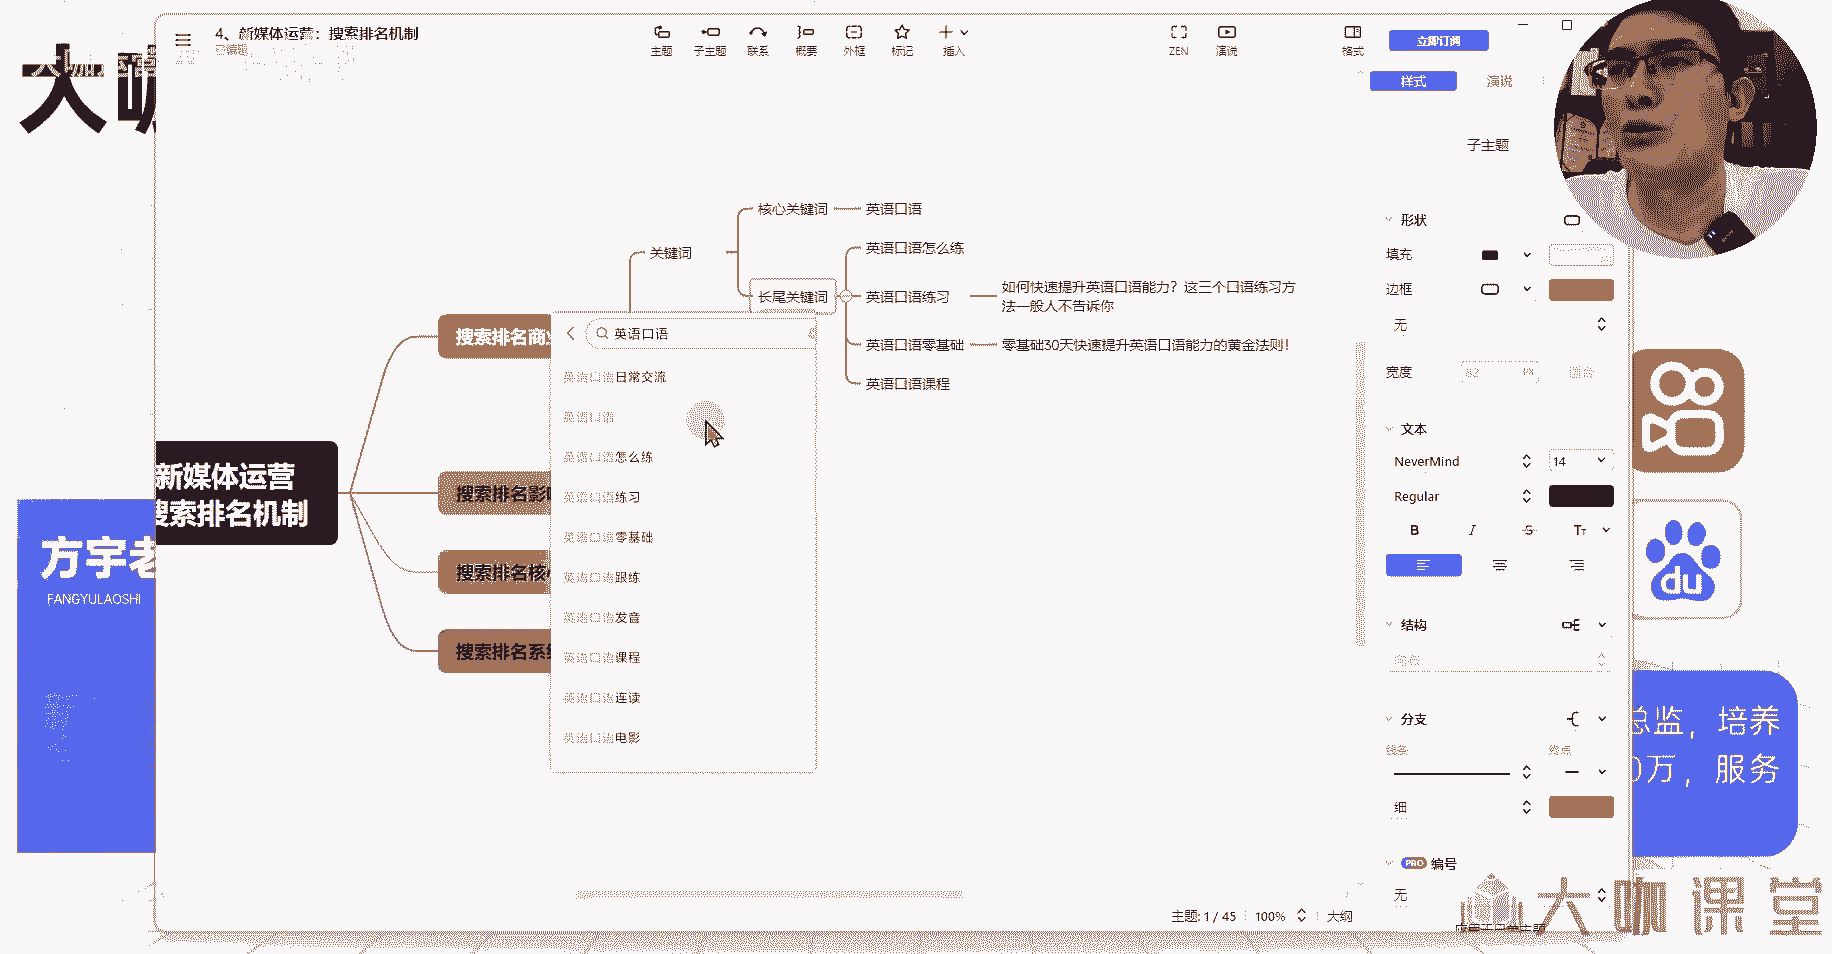 4、新媒体运营：搜索排名机制
已编辑
主题
子主题
联系
概要
外框
标记
插入
ZEN
演说
格式
立即订阅
样式
演说
子主题
大咖
核心关键词
英语口语
关键词
英语口语怎么练
长尾关键词
英语口语练习
如何快速提升英语口语能力？这三个口语练习方
法一般人不告诉你
英语口语零基础
零基础30天快速提升英语口语能力的黄金法则！
英语口语课程
搜索排名商
新媒体运营
搜索排名机制
搜索排名影
搜索排名核
搜索排名系
英语口语
英语口语日常交流
英语口语
英语口语怎么练
英语口语练习
英语口语零基础
英语口语跟练
英语口语发音
英语口语课程
英语口语连读
英语口语电影
形状
填充
边框
无
宽度
82
文本
NeverMind
14
Regular
B
I
S
Tт
结构
分支
线条
终点
细
PRO 编号
无
方宇老
FANGYULAOSHI
du
总监，培养
0万，服务
主题: 1 / 45
100%
大纲
大咖课堂